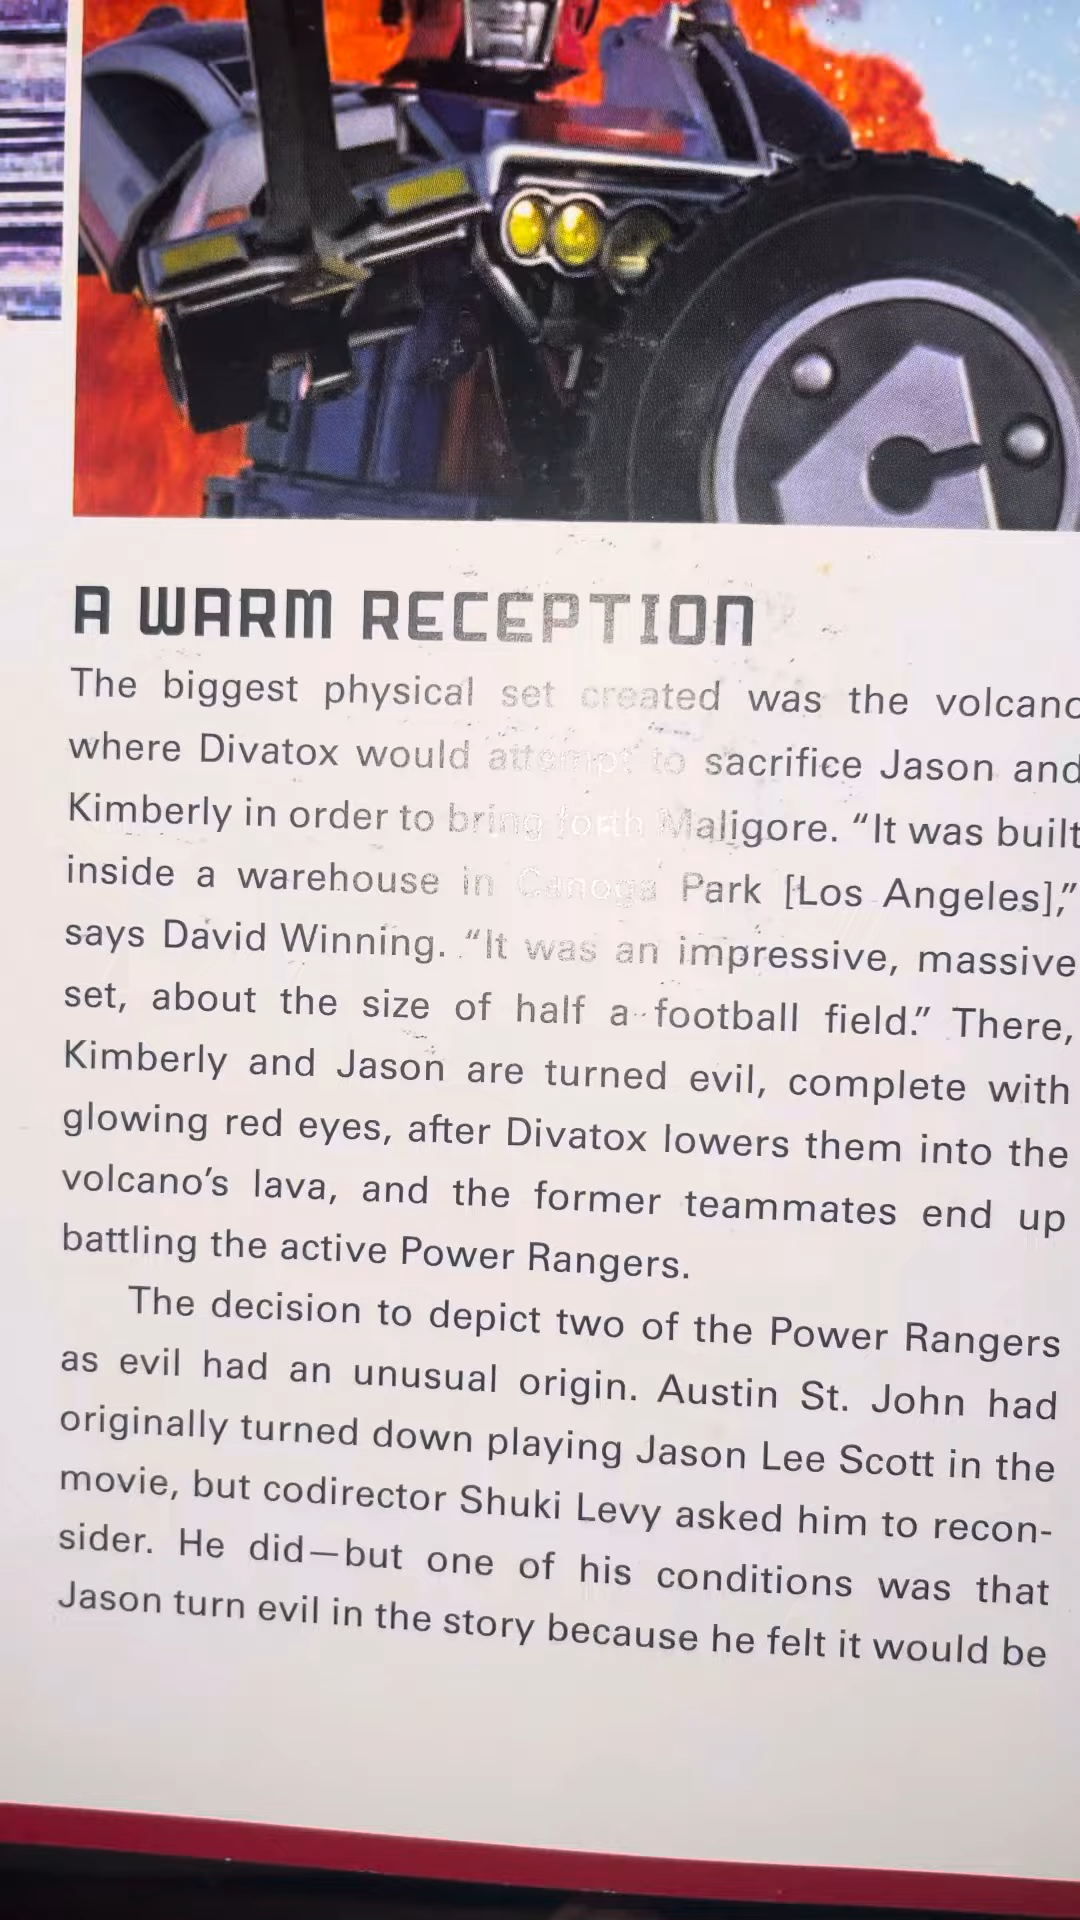 A WARM RECEPTION
The biggest physical set created was the volcano
where Divatox would attempt to sacrifice Jason and
Kimberly in order to bring forth Maligore. “It was built
inside a warehouse in Canoga Park [Los Angeles],”
says David Winning. “It was an impressive, massive
set, about the size of half a football field.” There,
Kimberly and Jason are turned evil, complete with
glowing red eyes, after Divatox lowers them into the
volcano’s lava, and the former teammates end up
battling the active Power Rangers.
The decision to depict two of the Power Rangers
as evil had an unusual origin. Austin St. John had
originally turned down playing Jason Lee Scott in the
movie, but codirector Shuki Levy asked him to recon-
sider. He did—but one of his conditions was that
Jason turn evil in the story because he felt it would be